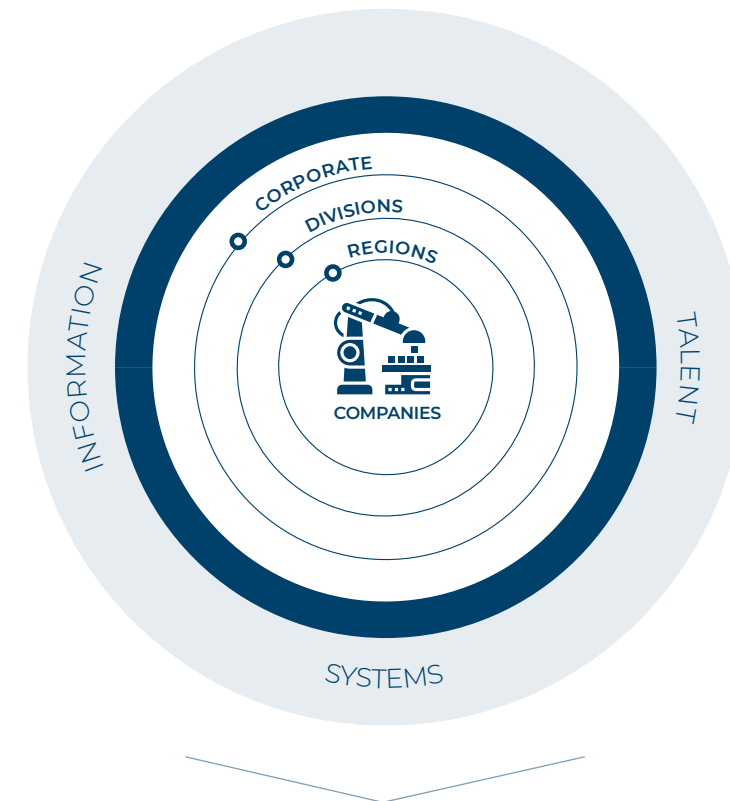 CORPORATE
DIVISIONS
REGIONS
COMPANIES
INFORMATION
TALENT
SYSTEMS